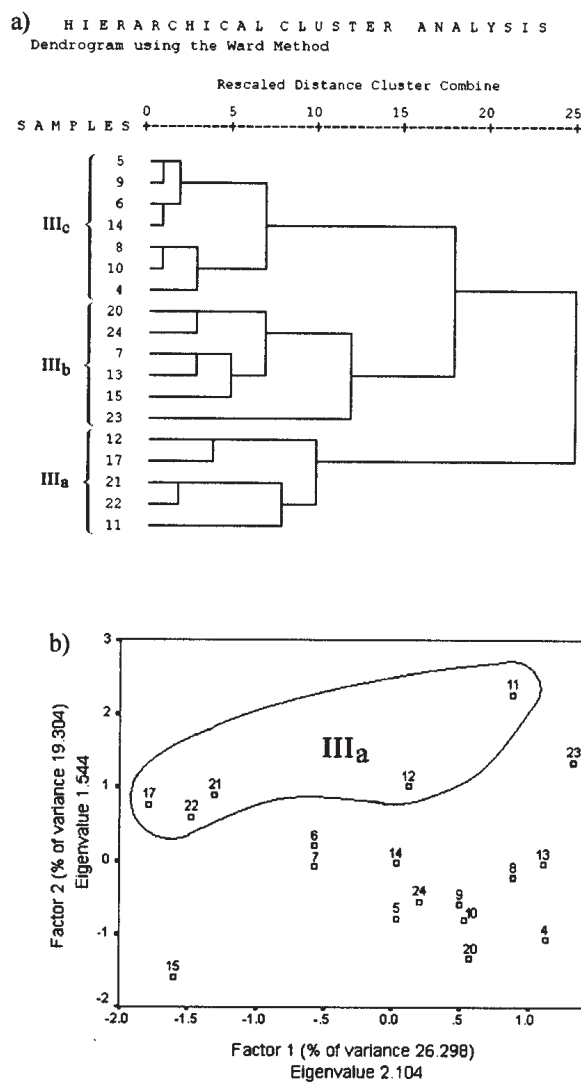 a) H I E R A R C H I C A L C L U S T E R A N A L Y S I S
Dendrogram using the Ward Method
Rescaled Distance Cluster Combine
0 5 10 15 20 25
S A M P L E S
5
9
6
IIIc
14
8
10
4
20
24
7
IIIb
13
15
23
12
17
IIIa
21
22
11
b)
3
2
1
0
-1
-2
Factor 2 (% of variance 19.304)
Eigenvalue 1.544
11
IIIa
23
12
21
17
22
6
7
14
13
8
24
9
5
10
4
20
15
-2.0 -1.5 -1.0 -.5 0.0 .5 1.0
Factor 1 (% of variance 26.298)
Eigenvalue 2.104